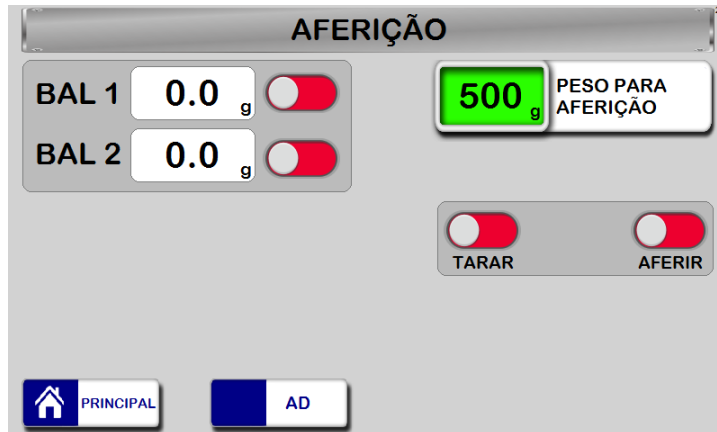 AFERIÇÃO
BAL 1 0.0 g
BAL 2 0.0 g
500 g PESO PARA
AFERIÇÃO
TARAR AFERIR
PRINCIPAL AD